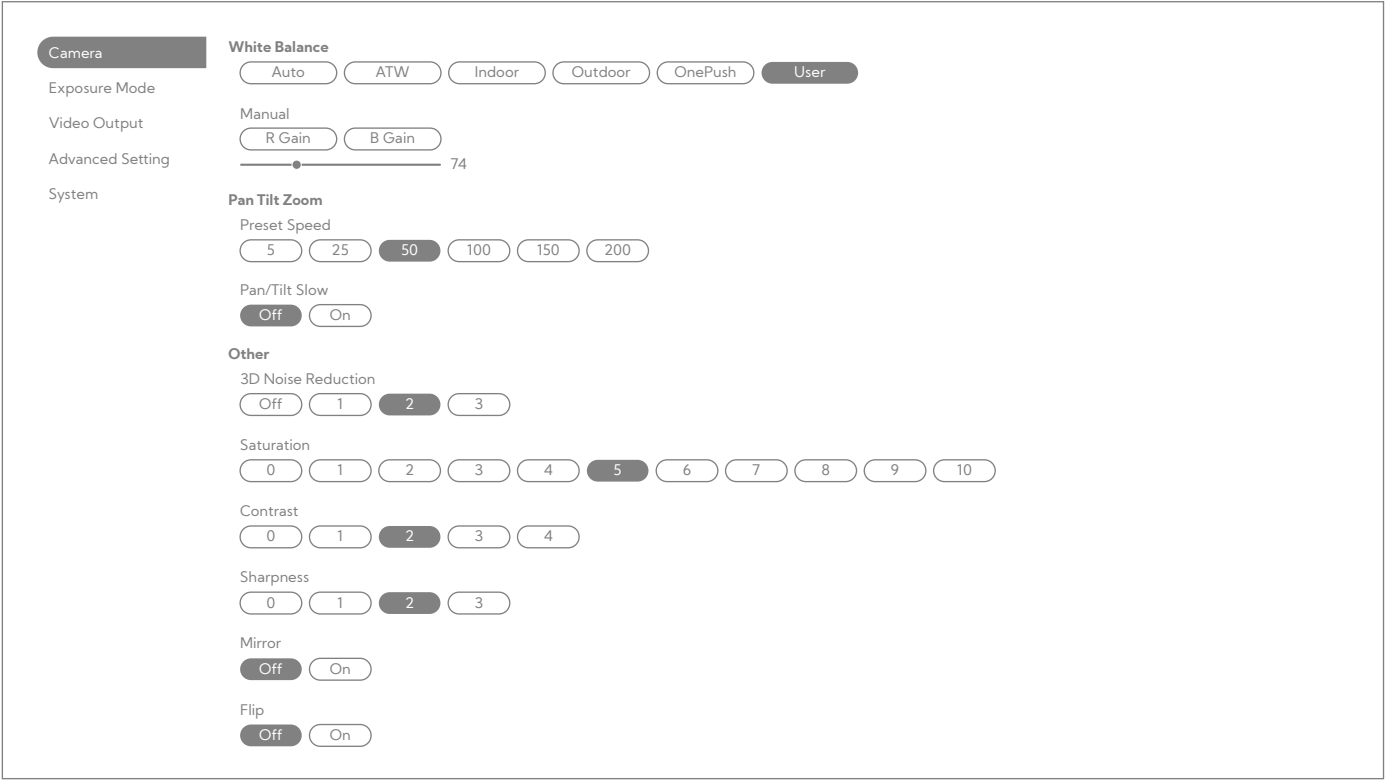 Camera
Exposure Mode
Video Output
Advanced Setting
System
White Balance
Auto ATW Indoor Outdoor OnePush User
Manual
R Gain B Gain
74
Pan Tilt Zoom
Preset Speed
5 25 50 100 150 200
Pan/Tilt Slow
Off On
Other
3D Noise Reduction
Off 1 2 3
Saturation
0 1 2 3 4 5 6 7 8 9 10
Contrast
0 1 2 3 4
Sharpness
0 1 2 3
Mirror
Off On
Flip
Off On